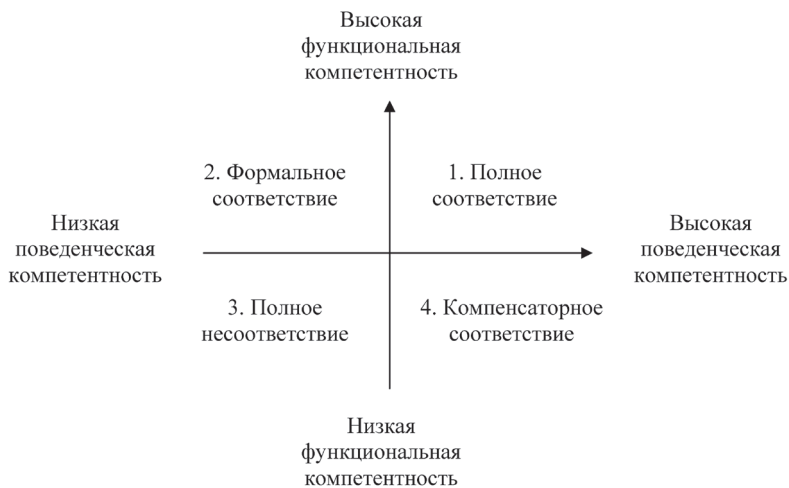 Высокая
функциональная
компетентность
2. Формальное
соответствие
1. Полное
соответствие
Низкая
поведенческая
компетентность
Высокая
поведенческая
компетентность
3. Полное
несоответствие
4. Компенсаторное
соответствие
Низкая
функциональная
компетентность